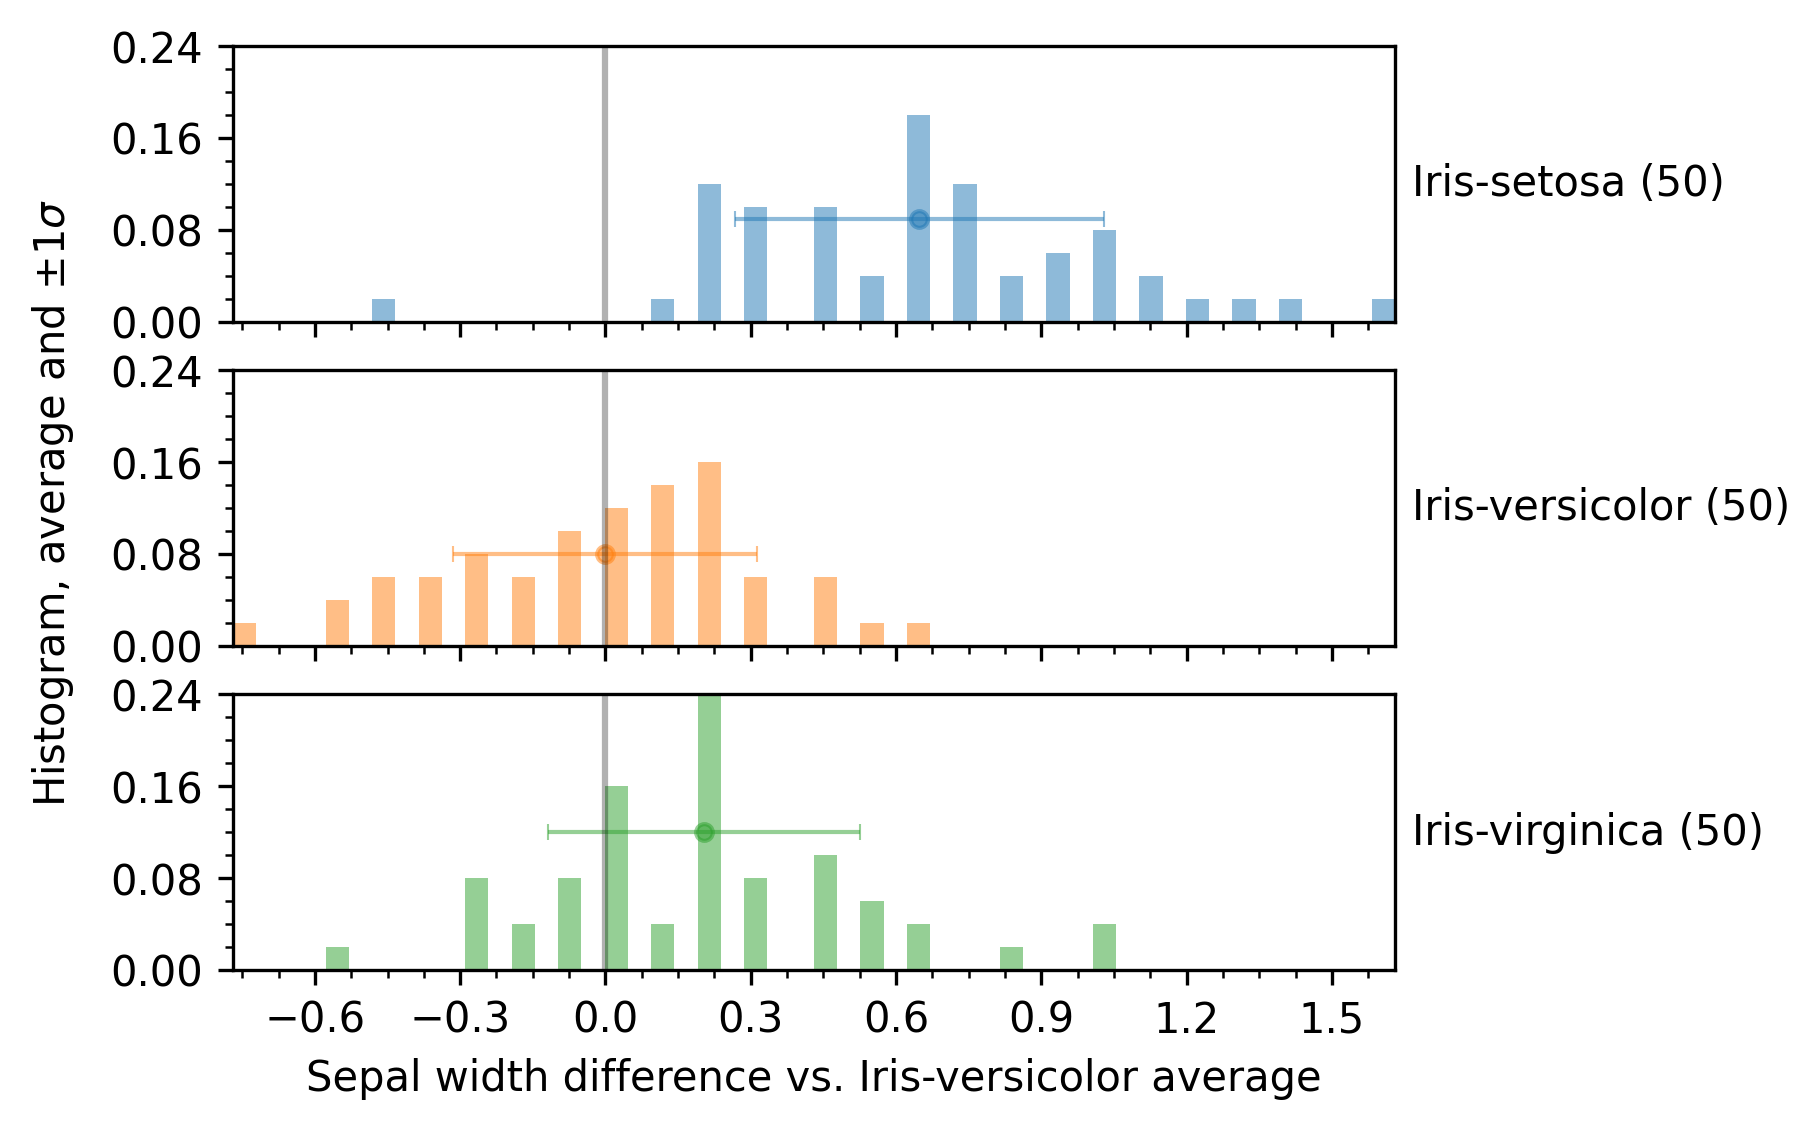 Histogram, average and ±1σ
0.24
0.16
0.08
0.00
Iris-setosa (50)
0.24
0.16
0.08
0.00
Iris-versicolor (50)
0.24
0.16
0.08
0.00
Iris-virginica (50)
−0.6 −0.3 0.0 0.3 0.6 0.9 1.2 1.5
Sepal width difference vs. Iris-versicolor average